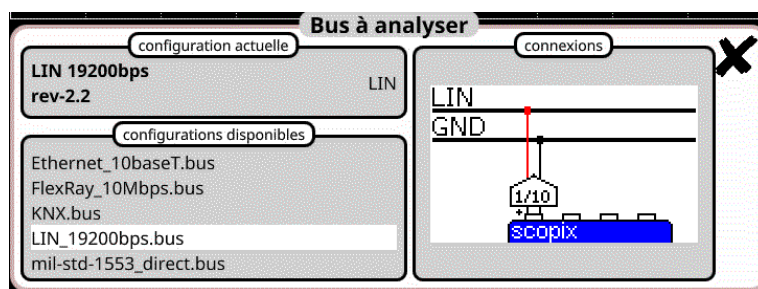 Bus à analyser
configuration actuelle
LIN 19200bps
rev-2.2
LIN
configurations disponibles
Ethernet_10baseT.bus
FlexRay_10Mbps.bus
KNX.bus
LIN_19200bps.bus
mil-std-1553_direct.bus
connexions
LIN
GND
1/10
+
scopix